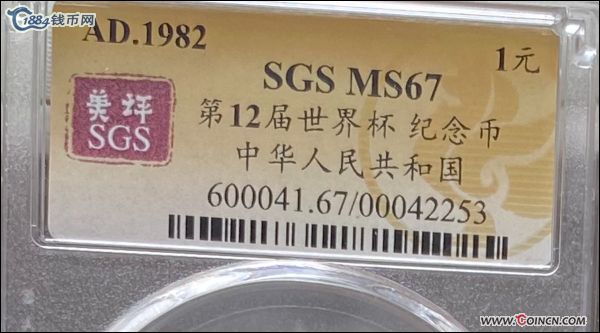 1884钱币网
AD.1982
1元
SGS MS67
美评
SGS
第12届世界杯 纪念币
中华人民共和国
600041.67/00042253
WWW.COINCN.COM